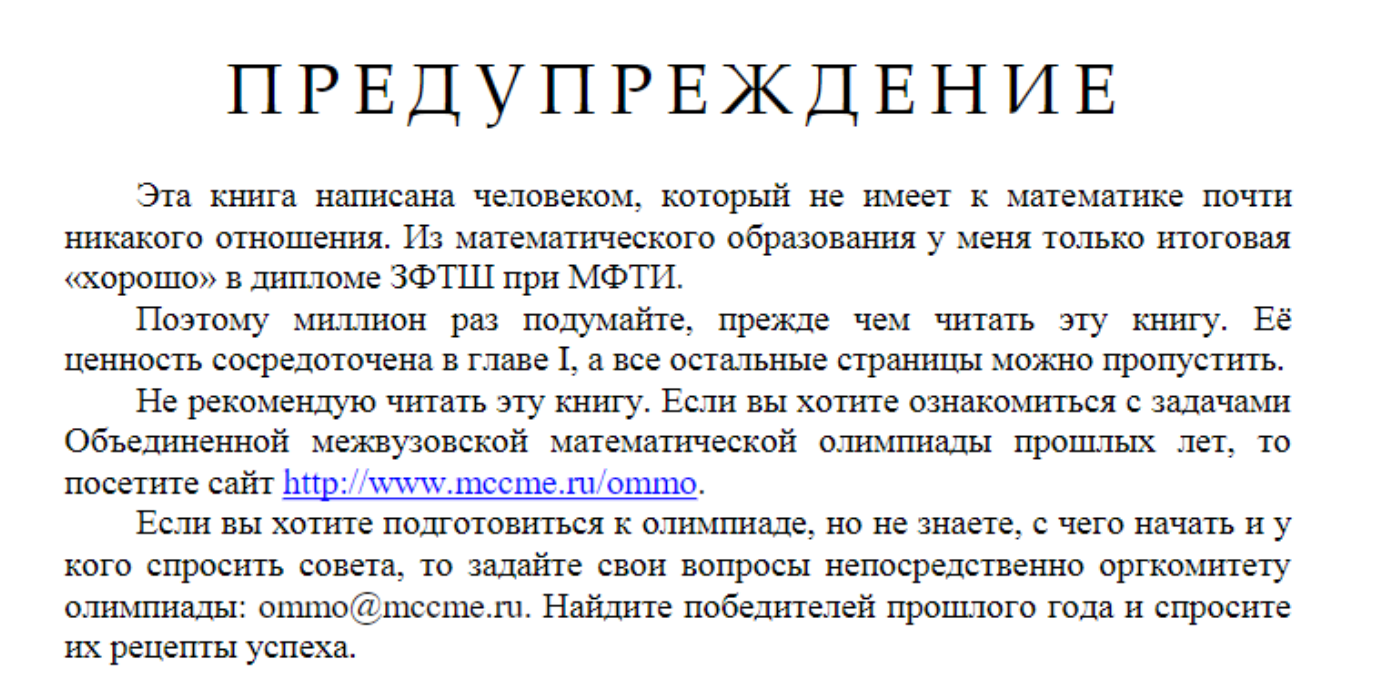 ПРЕДУПРЕЖДЕНИЕ
Эта книга написана человеком, который не имеет к математике почти
никакого отношения. Из математического образования у меня только итоговая
«хорошо» в дипломе ЗФТШ при МФТИ.
Поэтому миллион раз подумайте, прежде чем читать эту книгу. Её
ценность сосредоточена в главе I, а все остальные страницы можно пропустить.
Не рекомендую читать эту книгу. Если вы хотите ознакомиться с задачами
Объединенной межвузовской математической олимпиады прошлых лет, то
посетите сайт http://www.mccme.ru/ommo.
Если вы хотите подготовиться к олимпиаде, но не знаете, с чего начать и у
кого спросить совета, то задайте свои вопросы непосредственно оргкомитету
олимпиады: ommo@mccme.ru. Найдите победителей прошлого года и спросите
их рецепты успеха.